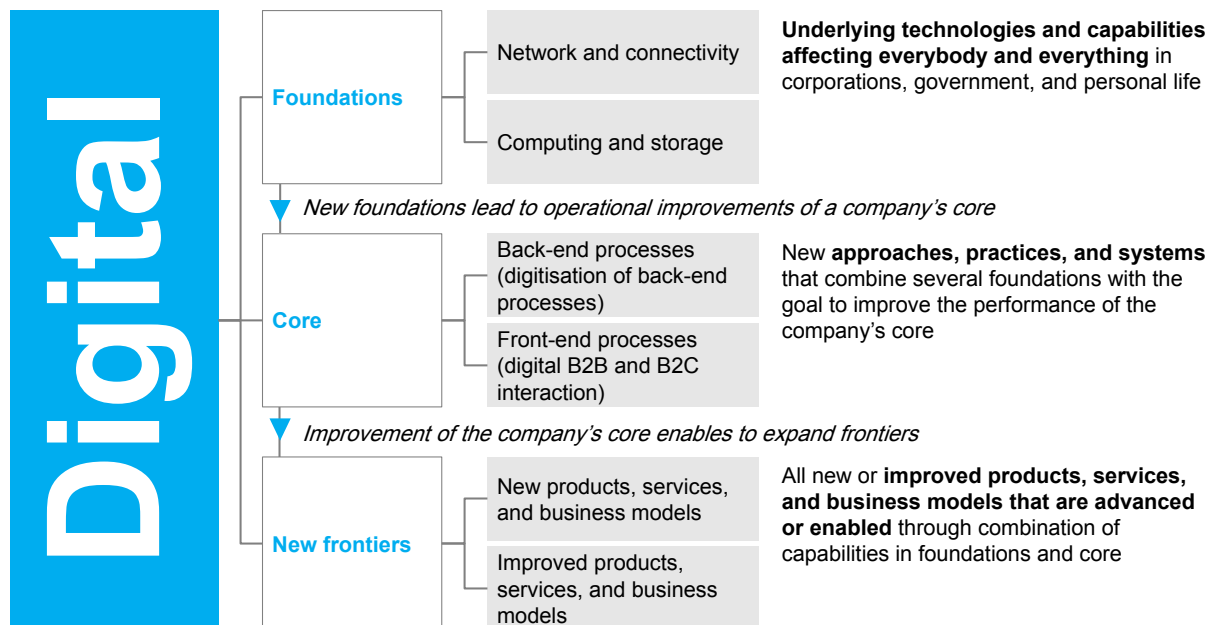 Digital
Foundations
Network and connectivity
Computing and storage
Underlying technologies and capabilities
affecting everybody and everything in
corporations, government, and personal life
New foundations lead to operational improvements of a company's core
Core
Back-end processes
(digitisation of back-end
processes)
Front-end processes
(digital B2B and B2C
interaction)
New approaches, practices, and systems
that combine several foundations with the
goal to improve the performance of the
company's core
Improvement of the company's core enables to expand frontiers
New frontiers
New products, services,
and business models
Improved products,
services, and business
models
All new or improved products, services,
and business models that are advanced
or enabled through combination of
capabilities in foundations and core